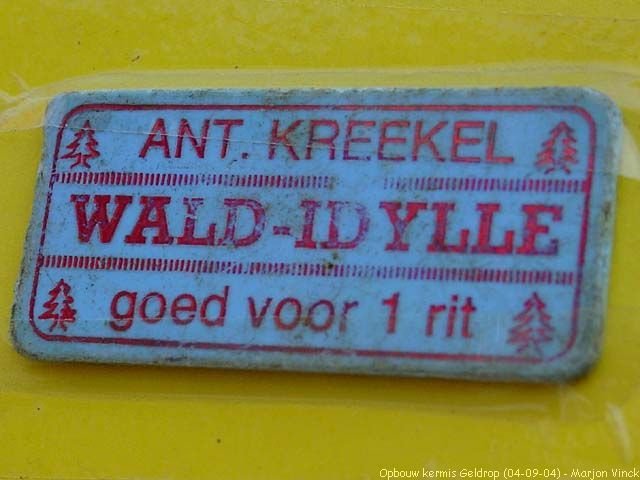 ANT. KREEKEL
WALD-IDYLLE
goed voor 1 rit
Opbouw kermis Geldrop (04-09-04) - Marjon Vinck